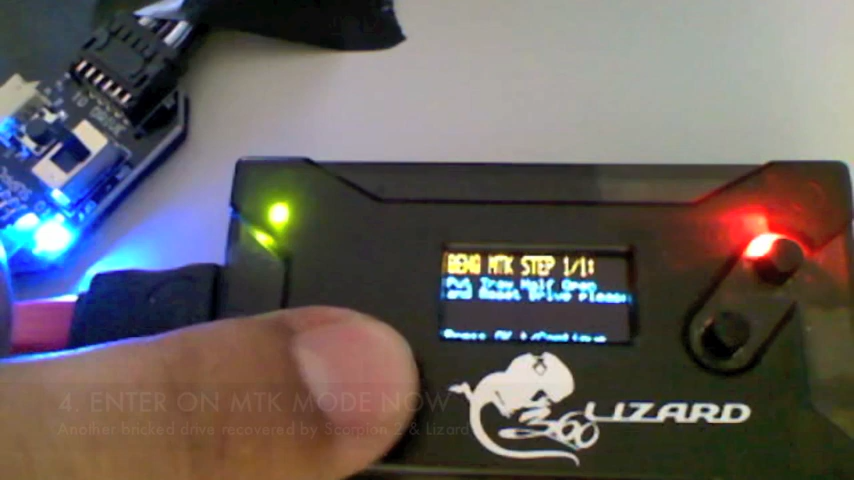 BENQ MTK STEP 1/1:
Put Tray Half Open
and Reset Drive Please
360 LIZARD
4. ENTER ON MTK MODE NOW
Another bricked drive recovered by Scorpion 2 & Lizard